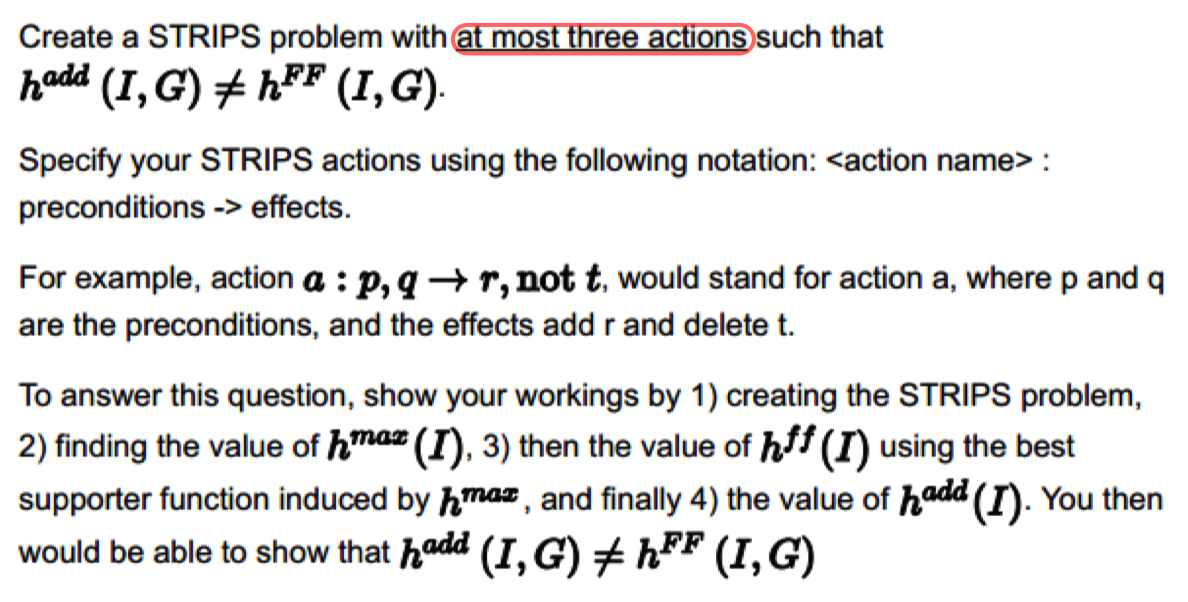 Create a STRIPS problem with at most three actions such that
h^{add} (I, G) ≠ h^{FF} (I, G).
Specify your STRIPS actions using the following notation: <action name> :
preconditions -> effects.
For example, action a : p, q → r, not t, would stand for action a, where p and q
are the preconditions, and the effects add r and delete t.
To answer this question, show your workings by 1) creating the STRIPS problem,
2) finding the value of h^{max} (I), 3) then the value of h^{ff} (I) using the best
supporter function induced by h^{max} , and finally 4) the value of h^{add} (I). You then
would be able to show that h^{add} (I, G) ≠ h^{FF} (I, G)